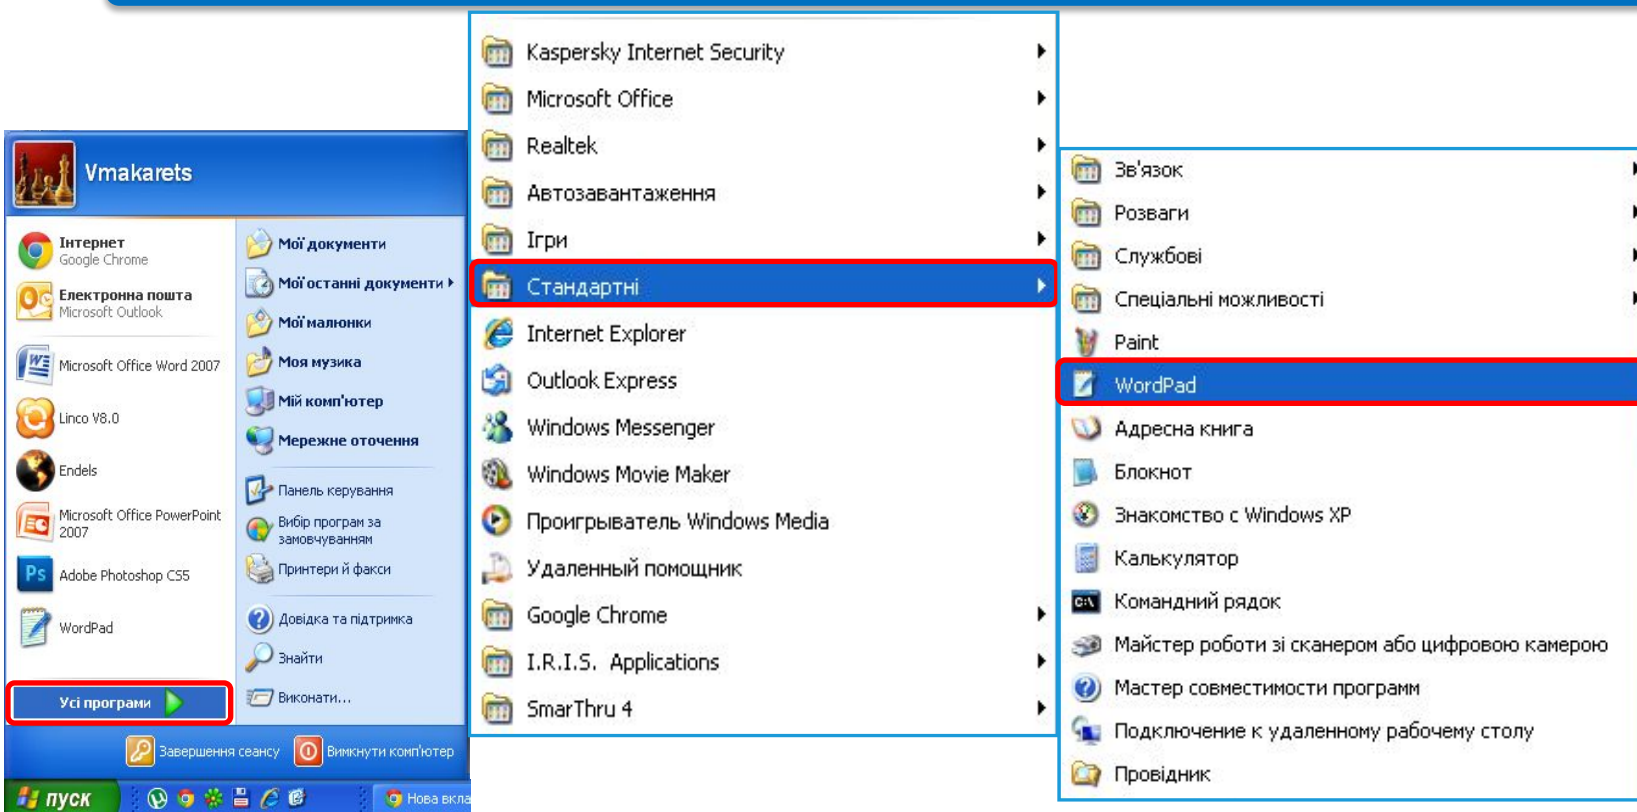 Vmakarets
Інтернет
Google Chrome
Електронна пошта
Microsoft Outlook
Microsoft Office Word 2007
Linco V8.0
Endels
Microsoft Office PowerPoint
2007
Ps
Adobe Photoshop CS5
WordPad
Усі програми
Мої документи
Мої останні документи
Мої малюнки
Моя музика
Мій комп'ютер
Мережне оточення
Панель керування
Вибір програм за
замовчуванням
Принтери й факси
Довідка та підтримка
Знайти
Виконати...
Завершення сеансу
Вимкнути комп'ютер
пуск
Нова вкла
Kaspersky Internet Security
Microsoft Office
Realtek
Автозавантаження
Ігри
Стандартні
Internet Explorer
Outlook Express
Windows Messenger
Windows Movie Maker
Проигрыватель Windows Media
Удаленный помощник
Google Chrome
I.R.I.S. Applications
SmarThru 4
Зв'язок
Розваги
Службові
Спеціальні можливості
Paint
WordPad
Адресна книга
Блокнот
Знакомство с Windows XP
Калькулятор
Командний рядок
Майстер роботи зі сканером або цифровою камерою
Мастер совместимости программ
Подключение к удаленному рабочему столу
Провідник